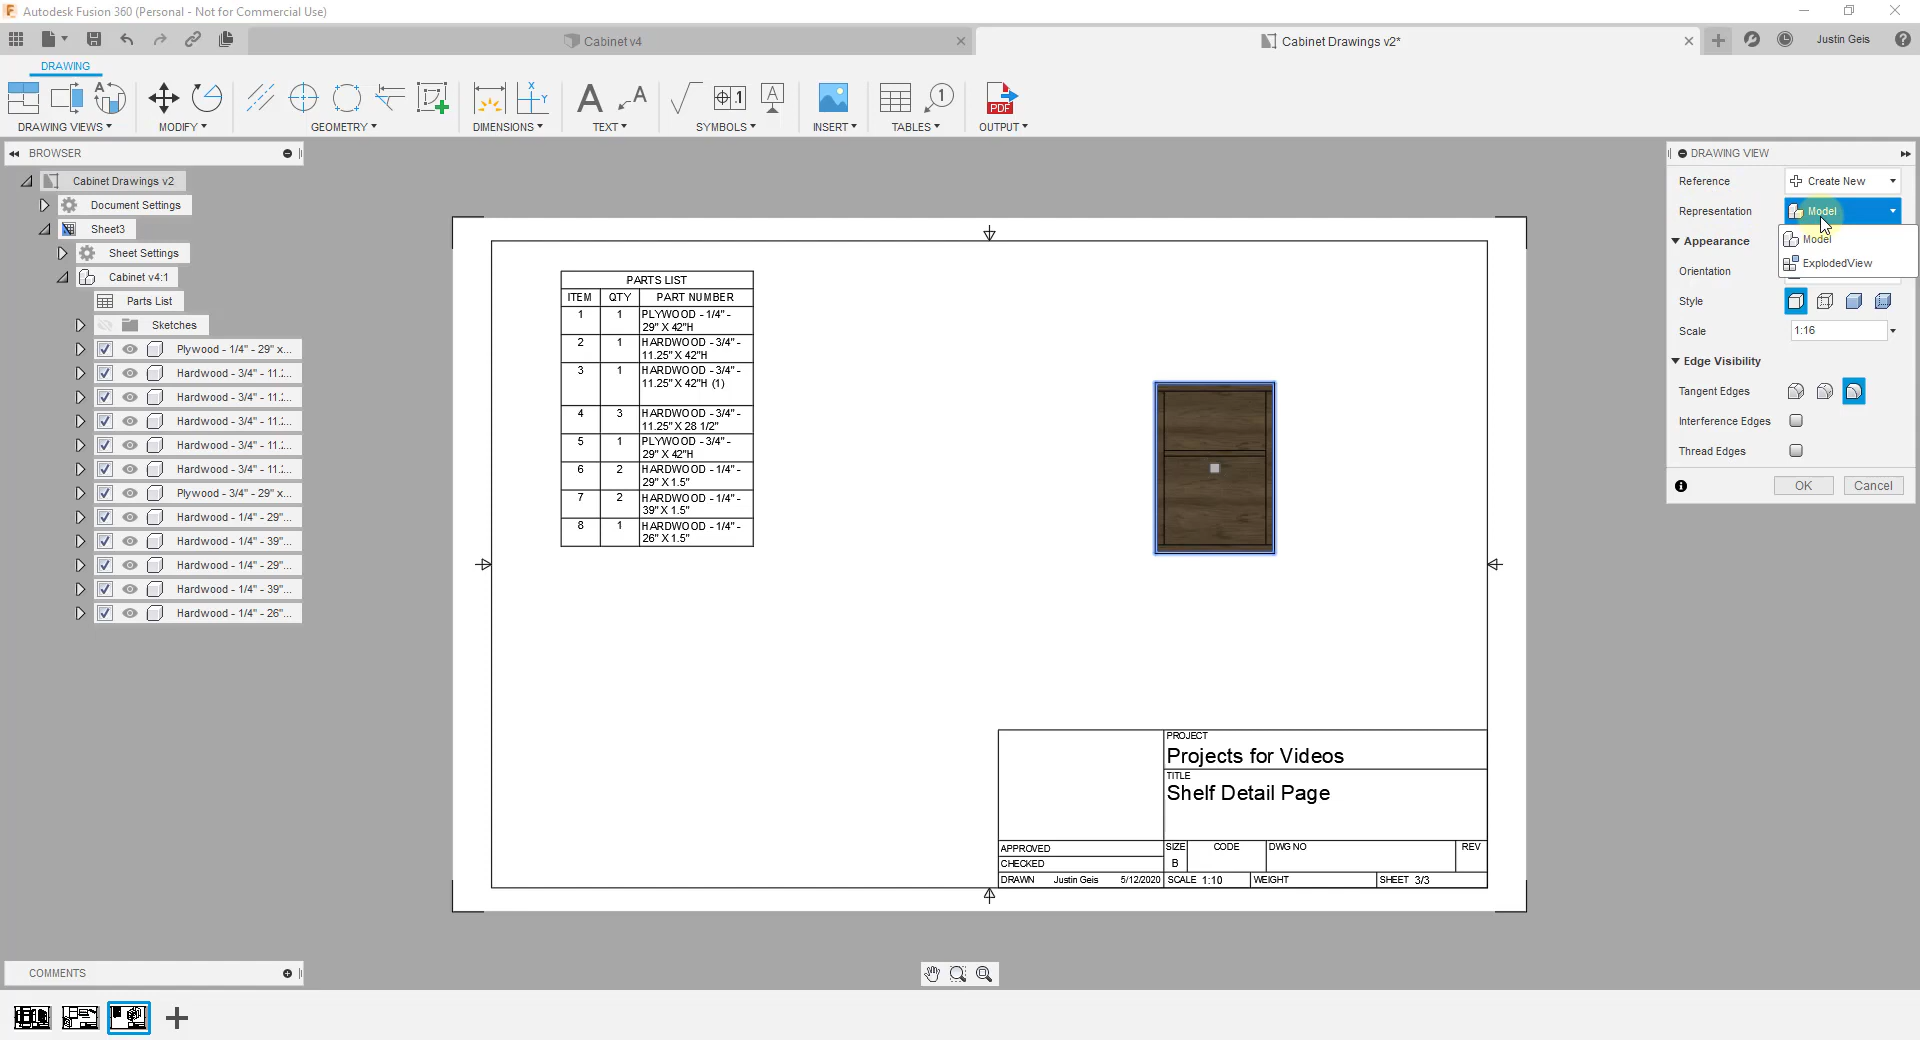 Autodesk Fusion 360 (Personal - Not for Commercial Use)
Cabinet v4
Cabinet Drawings v2*
Justin Geis
DRAWING
DRAWING VIEWS
MODIFY
GEOMETRY
DIMENSIONS
TEXT
SYMBOLS
INSERT
TABLES
OUTPUT
BROWSER
Cabinet Drawings v2
Document Settings
Sheet3
Sheet Settings
Cabinet v4:1
Parts List
Sketches
Plywood - 1/4" - 29" x...
Hardwood - 3/4" - 11.:...
Hardwood - 3/4" - 11.:...
Hardwood - 3/4" - 11.:...
Hardwood - 3/4" - 11.:...
Hardwood - 3/4" - 11.:...
Plywood - 3/4" - 29" x...
Hardwood - 1/4" - 29"...
Hardwood - 1/4" - 39"...
Hardwood - 1/4" - 29"...
Hardwood - 1/4" - 39"...
Hardwood - 1/4" - 26"...
PARTS LIST
ITEM QTY PART NUMBER
1 1 PLYWOOD - 1/4" -
29" X 42"H
2 1 HARDWOOD - 3/4" -
11.25" X 42"H
3 1 HARDWOOD - 3/4" -
11.25" X 42"H (1)
4 3 HARDWOOD - 3/4" -
11.25" X 28 1/2"
5 1 PLYWOOD - 3/4" -
29" X 42"H
6 2 HARDWOOD - 1/4" -
29" X 1.5"
7 2 HARDWOOD - 1/4" -
39" X 1.5"
8 1 HARDWOOD - 1/4" -
26" X 1.5"
PROJECT
Projects for Videos
TITLE
Shelf Detail Page
APPROVED
CHECKED
DRAWN Justin Geis 5/12/2020
SIZE
B
CODE
DWG NO
REV
SCALE 1:10
WEIGHT
SHEET 3/3
DRAWING VIEW
Reference Create New
Representation Model
Model
ExplodedView
Appearance
Orientation
Style
Scale 1:16
Edge Visibility
Tangent Edges
Interference Edges
Thread Edges
OK
Cancel
COMMENTS